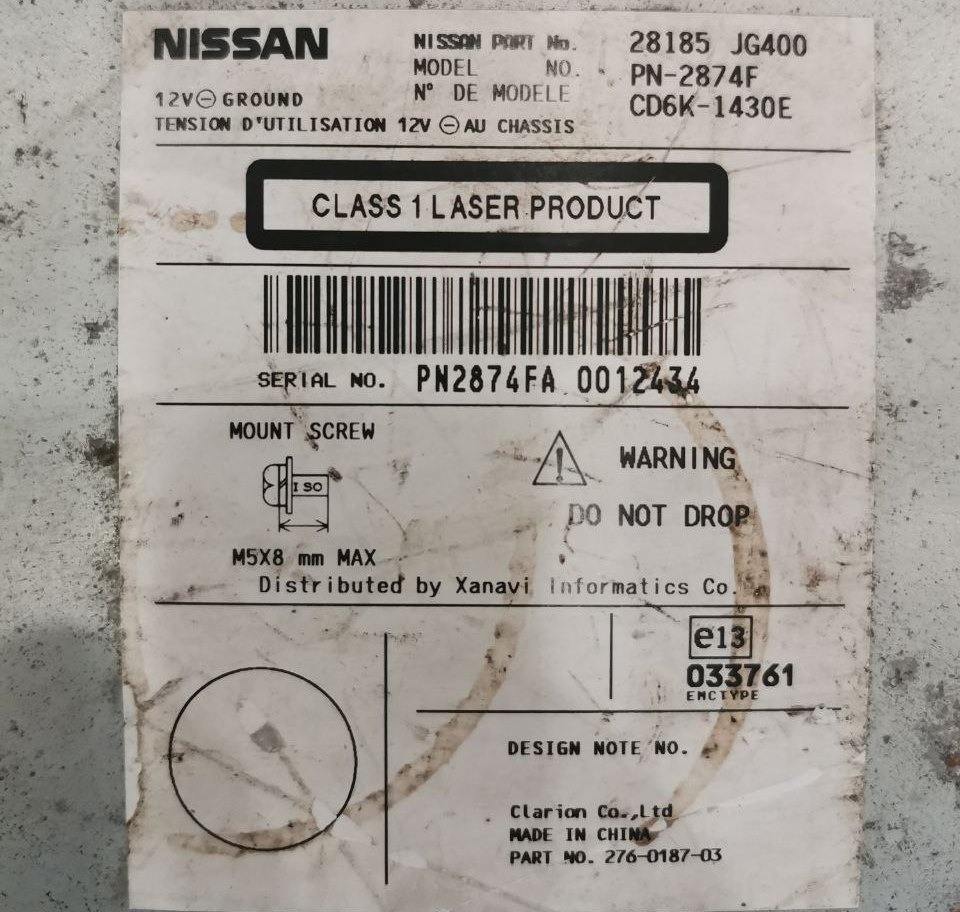 NISSAN
NISSAN PART No. 28185 JG400
MODEL NO. PN-2874F
N° DE MODELE CD6K-1430E
12V⊖GROUND
TENSION D'UTILISATION 12V ⊖AU CHASSIS
CLASS 1 LASER PRODUCT
SERIAL NO. PN2874FA 0012434
MOUNT SCREW
ISO
M5X8 mm MAX
WARNING
DO NOT DROP
Distributed by Xanavi Informatics Co.
e13
033761
EMCTYPE
DESIGN NOTE NO.
Clarion Co.,Ltd
MADE IN CHINA
PART NO. 276-0187-03